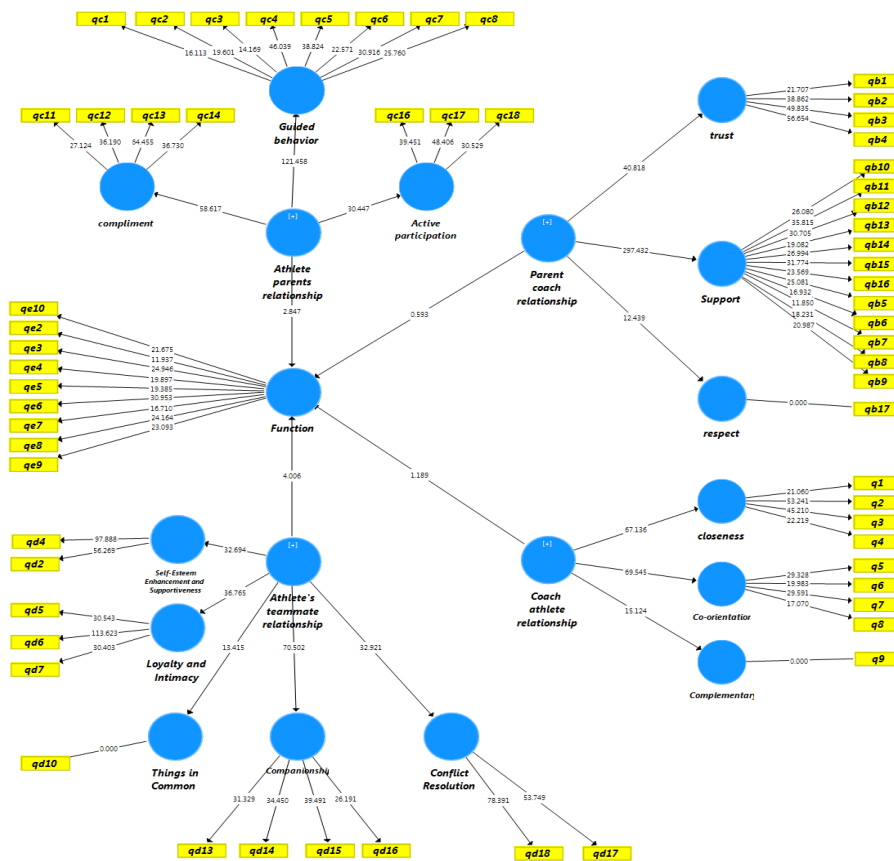 qc1 qc2 qc3 qc4 qc5 qc6 qc7 qc8
16.113 19.601 14.169 46.039 38.824 22.571 30.916 25.760
Guided
behavior
121.458
qc11 qc12 qc13 qc14
27.124 36.190 54.455 36.730
compliment
58.617
qc16 qc17 qc18
39.451 48.406 30.529
Active
participation
30.447
[+]
Athlete
parents
relationship
2.847
qb1
qb2
qb3
qb4
21.707
38.862
49.835
56.654
trust
40.818
qb10
qb11
qb12
qb13
qb14
qb15
qb16
qb5
qb6
qb7
qb8
qb9
26.080
35.815
30.705
19.082
26.994
31.774
23.569
25.081
16.932
11.850
18.231
20.987
Support
297.432
[+]
Parent
coach
relationship
0.593
12.439
respect
0.000
qb17
qe10
qe2
qe3
qe4
qe5
qe6
qe7
qe8
qe9
21.675
11.937
24.946
19.897
19.385
30.953
16.710
24.164
23.093
Function
4.006
1.189
q1
q2
q3
q4
21.060
53.241
45.210
22.219
closeness
67.136
[+]
Coach
athlete
relationship
69.545
q5
q6
q7
q8
29.328
19.983
29.591
17.070
Co-orientation
15.124
0.000
q9
Complementary
qd4
qd2
97.888
56.269
Self-Esteem
Enhancement and
Supportiveness
32.694
[+]
Athlete's
teammate
relationship
36.765
qd5
qd6
qd7
30.543
113.623
30.403
Loyalty and
Intimacy
13.415
70.502
32.921
qd10
0.000
Things in
Common
Companionship
Conflict
Resolution
31.329 34.450 39.491 26.191
78.391 53.749
qd13 qd14 qd15 qd16
qd18 qd17